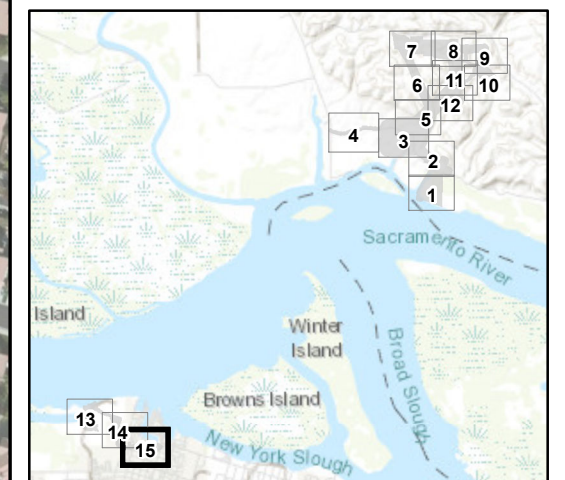 7 8 9
6 11 10
12
5
4 3
2
1
Sacramento River
Island
Winter
Island
Broad Slough
Browns Island
13
14
15
New York Slough